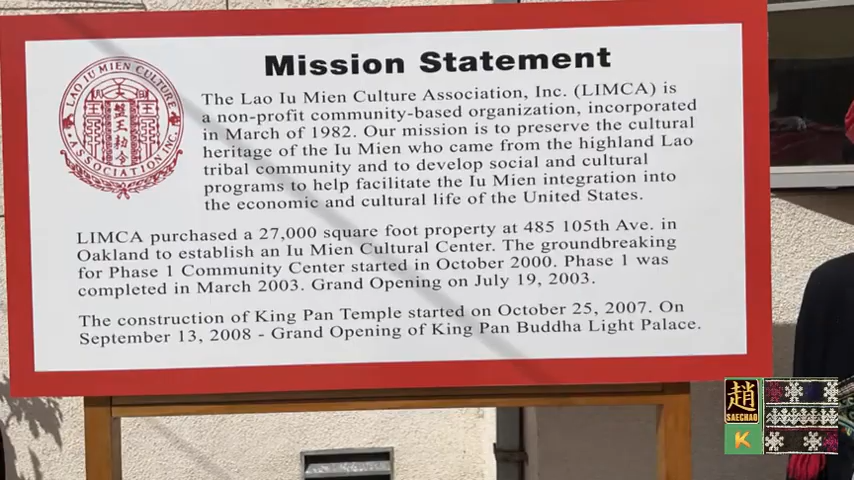 Mission Statement
LAO IU MIEN CULTURE
ASSOCIATION INC.
The Lao Iu Mien Culture Association, Inc. (LIMCA) is
a non-profit community-based organization, incorporated
in March of 1982. Our mission is to preserve the cultural
heritage of the Iu Mien who came from the highland Lao
tribal community and to develop social and cultural
programs to help facilitate the Iu Mien integration into
the economic and cultural life of the United States.
LIMCA purchased a 27,000 square foot property at 485 105th Ave. in
Oakland to establish an Iu Mien Cultural Center. The groundbreaking
for Phase 1 Community Center started in October 2000. Phase 1 was
completed in March 2003. Grand Opening on July 19, 2003.
The construction of King Pan Temple started on October 25, 2007. On
September 13, 2008 - Grand Opening of King Pan Buddha Light Palace.
趙
SAECHAO
K